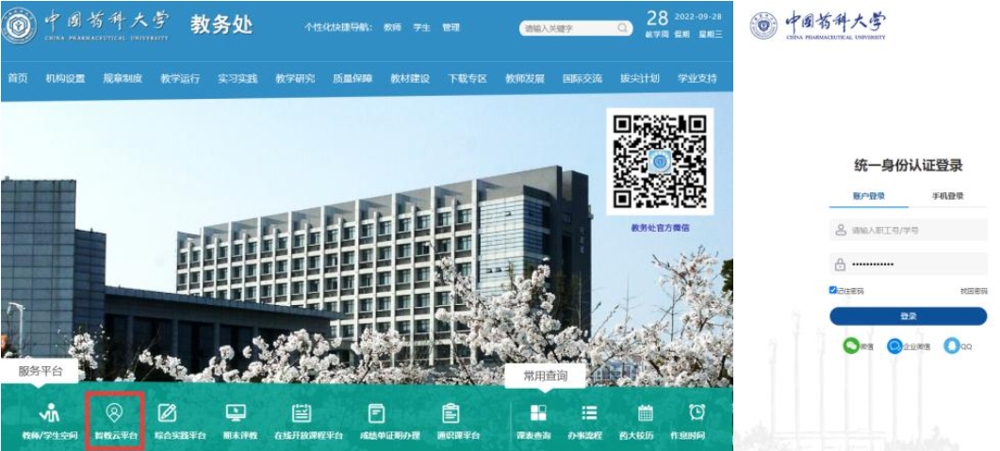 中国药科大学
CHINA PHARMACEUTICAL UNIVERSITY
教务处
个性化快捷导航： 教师 学生 管理
请输入关键字
28 2022-09-28
教学周 假期 星期三
首页 机构设置 规章制度 教学运行 实习实践 教学研究 质量保障 教材建设 下载专区 教师发展 国际交流 拔尖计划 学业支持
教务处官方微信
服务平台
常用查询
教师/学生空间 智教云平台 综合实践平台 期末评教 在线开放课程平台 成绩单证明办理 通识课平台 课表查询 办事流程 药大校历 作息时间
中国药科大学
CHINA PHARMACEUTICAL UNIVERSITY
统一身份认证登录
账户登录 手机登录
请输入职工号/学号
••••••••••••
记住密码 找回密码
登录
微信 企业微信 QQ